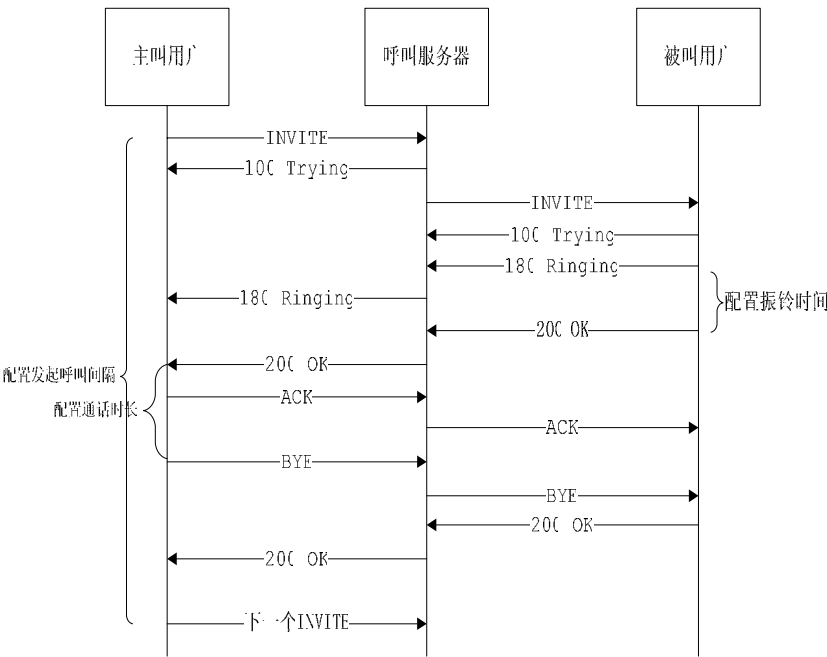 主叫用户
呼叫服务器
被叫用户
INVITE
100 Trying
INVITE
100 Trying
180 Ringing
180 Ringing
配置振铃时间
200 OK
200 OK
配置发起呼叫间隔
ACK
配置通话时长
ACK
BYE
BYE
200 OK
200 OK
下一个INVITE